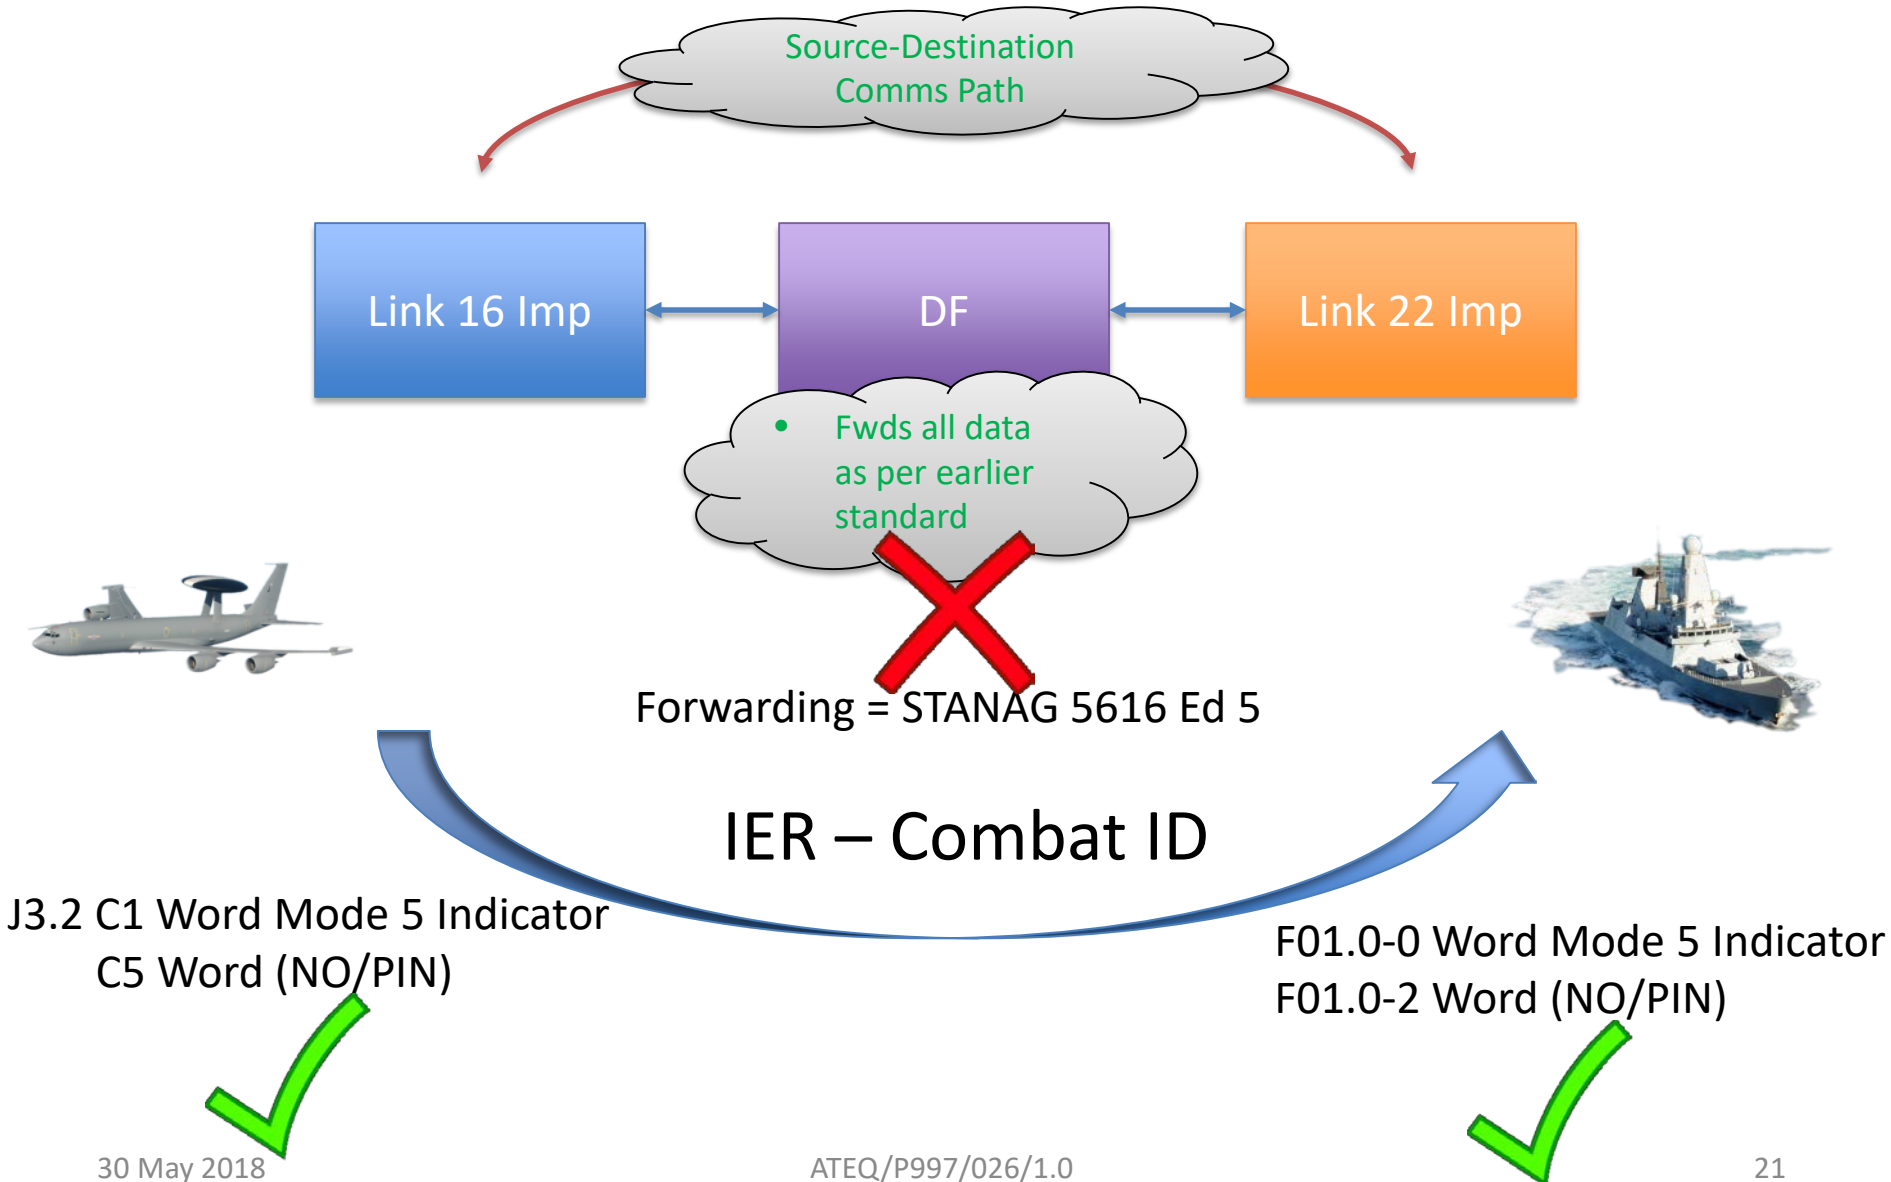 Source-Destination
Comms Path
Link 16 Imp
DF
Link 22 Imp
• Fwds all data
as per earlier
standard
Forwarding = STANAG 5616 Ed 5
IER – Combat ID
J3.2 C1 Word Mode 5 Indicator
C5 Word (NO/PIN)
F01.0-0 Word Mode 5 Indicator
F01.0-2 Word (NO/PIN)
30 May 2018
ATEQ/P997/026/1.0
21